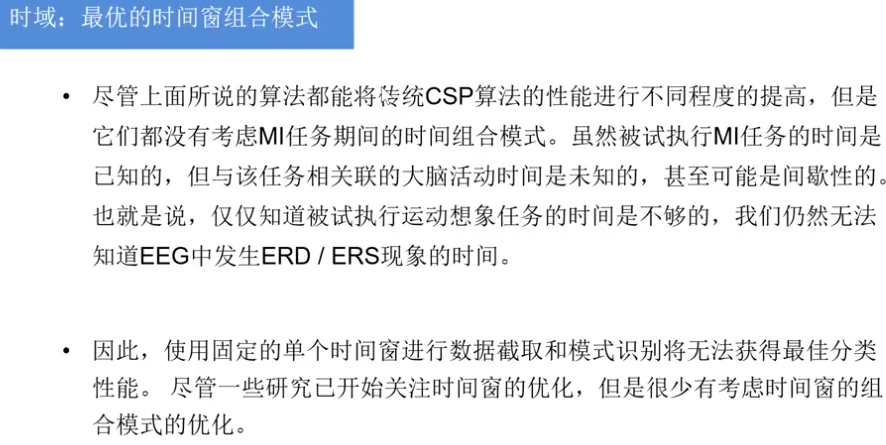 时域：最优的时间窗组合模式
• 尽管上面所说的算法都能将传统CSP算法的性能进行不同程度的提高，但是
它们都没有考虑MI任务期间的时间组合模式。虽然被试执行MI任务的时间是
已知的，但与该任务相关联的大脑活动时间是未知的，甚至可能是间歇性的。
也就是说，仅仅知道被试执行运动想象任务的时间是不够的，我们仍然无法
知道EEG中发生ERD / ERS现象的时间。
• 因此，使用固定的单个时间窗进行数据截取和模式识别将无法获得最佳分类
性能。 尽管一些研究已开始关注时间窗的优化，但是很少有考虑时间窗的组
合模式的优化。